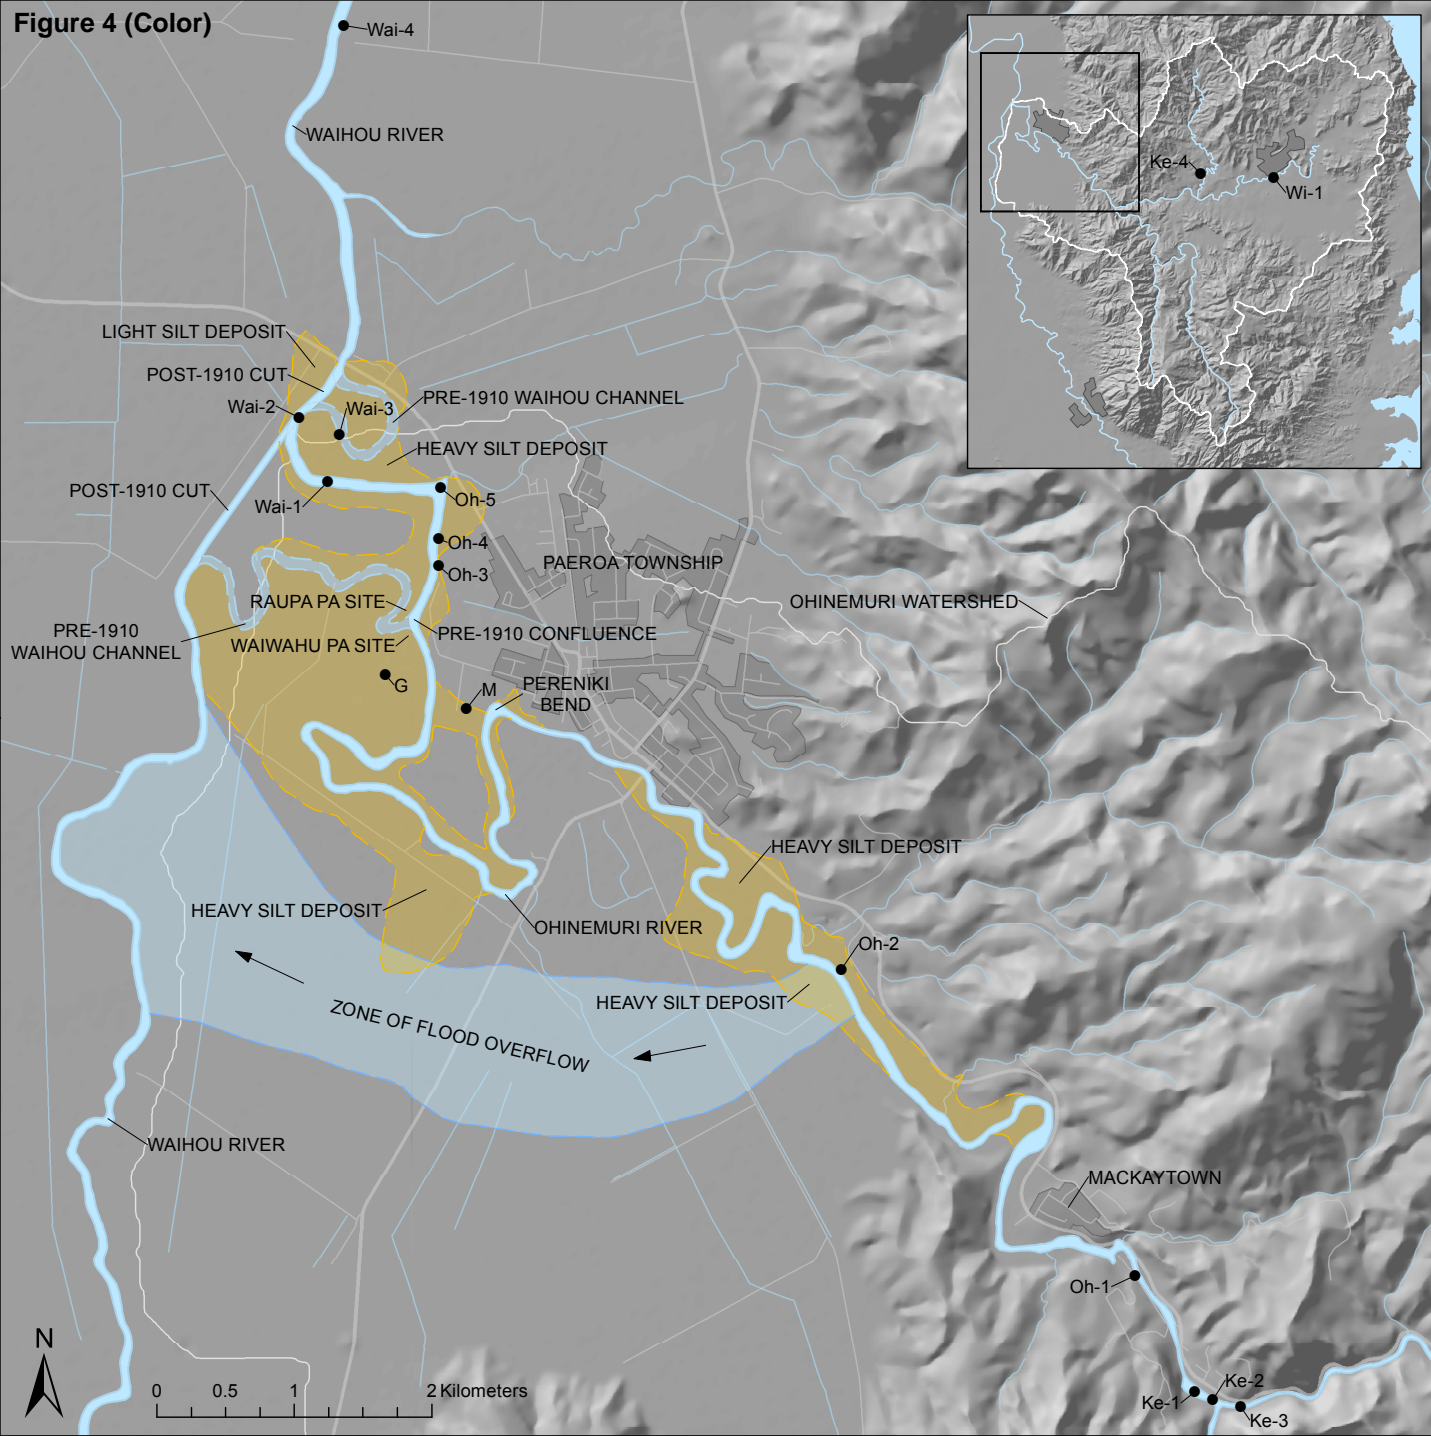 Figure 4 (Color)
Wai-4
WAIHOU RIVER
Ke-4
Wi-1
LIGHT SILT DEPOSIT
POST-1910 CUT
Wai-2
Wai-3
PRE-1910 WAIHOU CHANNEL
HEAVY SILT DEPOSIT
POST-1910 CUT
Wai-1
Oh-5
Oh-4
Oh-3
PAEROA TOWNSHIP
RAUPA PA SITE
OHINEMURI WATERSHED
PRE-1910
WAIHOU CHANNEL
WAIWAHU PA SITE
PRE-1910 CONFLUENCE
G
M
PERENIKI
BEND
HEAVY SILT DEPOSIT
HEAVY SILT DEPOSIT
OHINEMURI RIVER
Oh-2
HEAVY SILT DEPOSIT
ZONE OF FLOOD OVERFLOW
WAIHOU RIVER
MACKAYTOWN
Oh-1
N
0 0.5 1 2 Kilometers
Ke-1
Ke-2
Ke-3